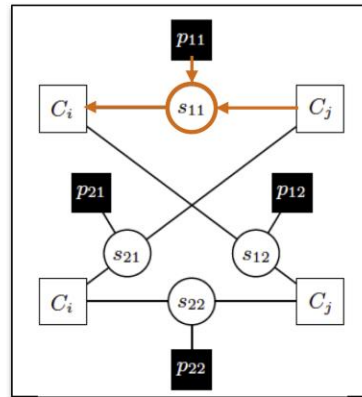 p₁₁
Cᵢ s₁₁ Cⱼ
p₂₁ p₁₂
s₂₁ s₁₂
Cᵢ s₂₂ Cⱼ
p₂₂